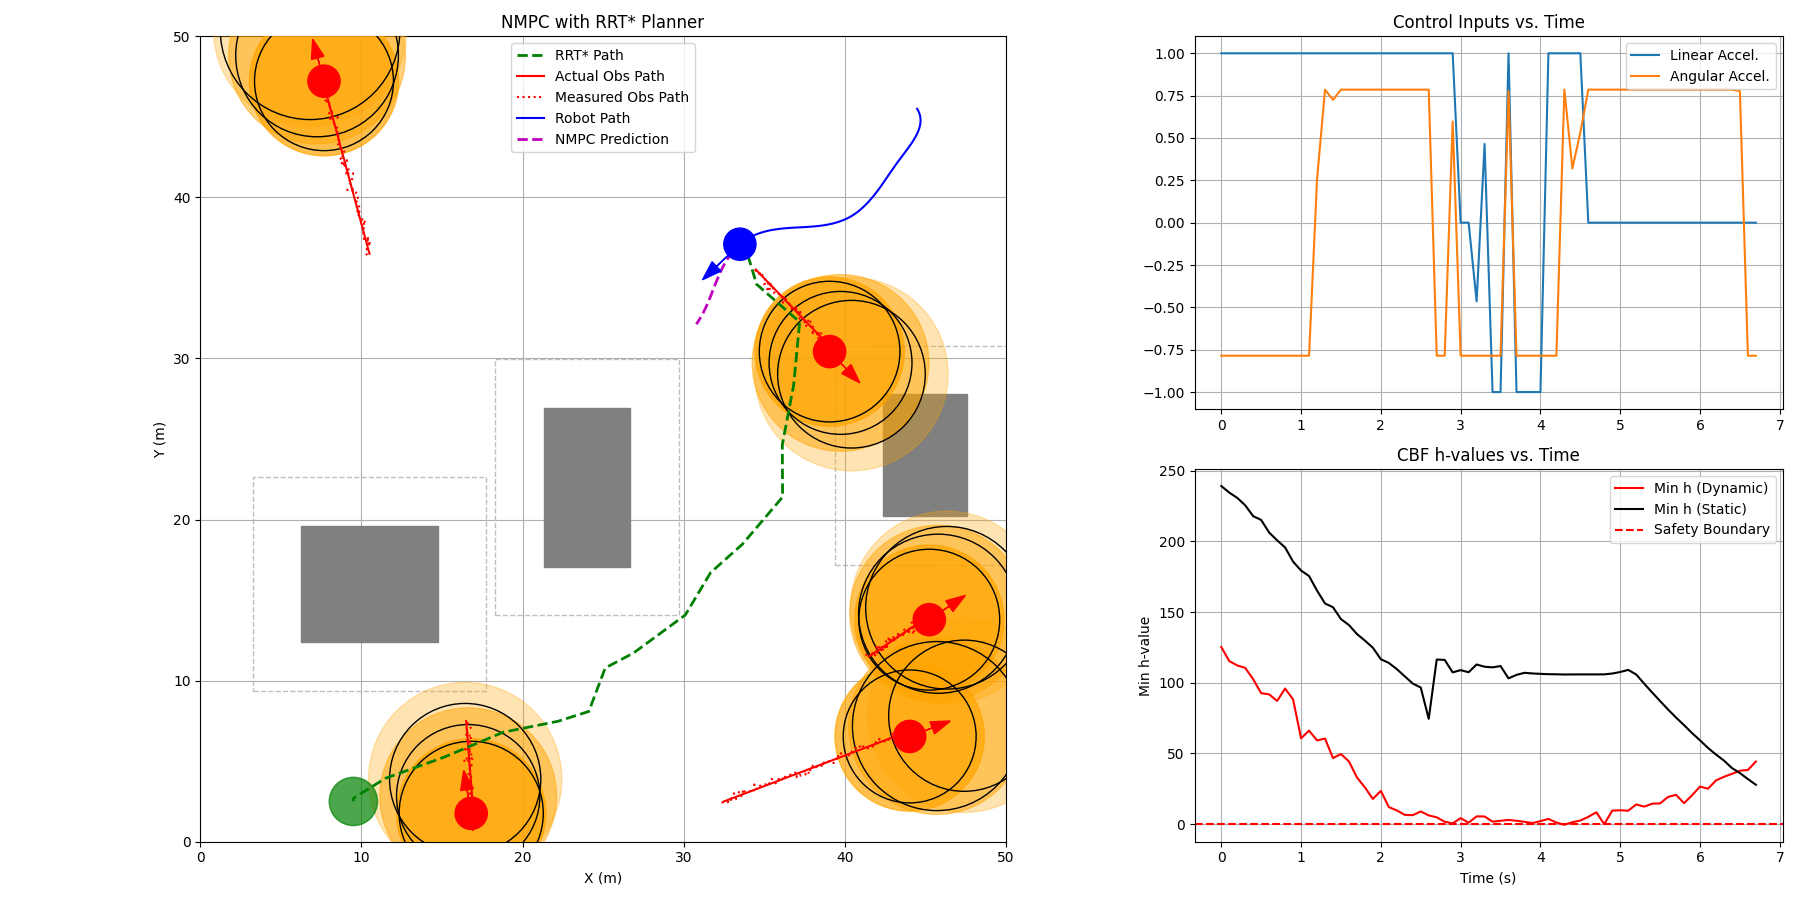 NMPC with RRT* Planner
RRT* Path
Actual Obs Path
Measured Obs Path
Robot Path
NMPC Prediction
50
40
30
20
10
0
Y (m)
0 10 20 30 40 50
X (m)
Control Inputs vs. Time
Linear Accel.
Angular Accel.
1.00
0.75
0.50
0.25
0.00
−0.25
−0.50
−0.75
−1.00
0 1 2 3 4 5 6 7
CBF h-values vs. Time
Min h (Dynamic)
Min h (Static)
Safety Boundary
250
200
150
100
50
0
Min h-value
0 1 2 3 4 5 6 7
Time (s)